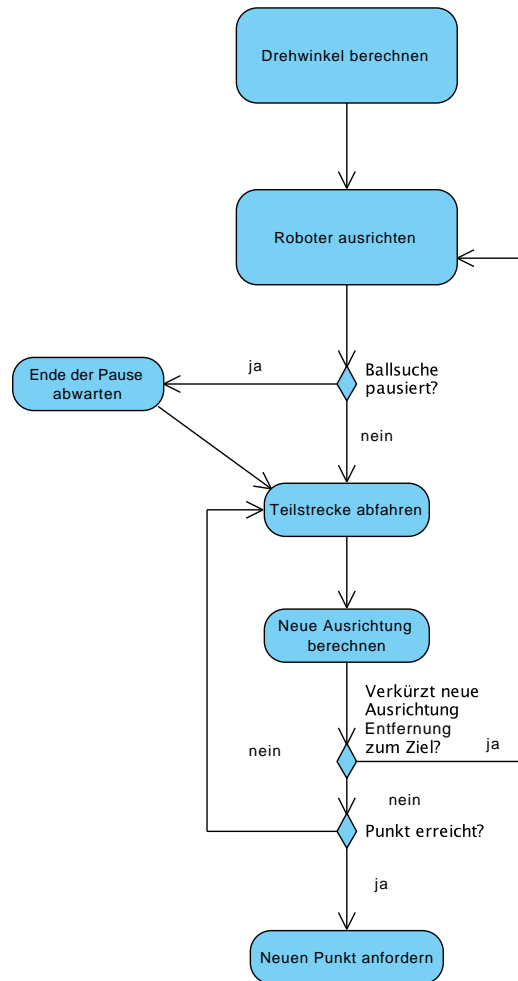 Drehwinkel berechnen
Roboter ausrichten
ja
Ballsuche
pausiert?
Ende der Pause
abwarten
nein
Teilstrecke abfahren
Neue Ausrichtung
berechnen
Verkürzt neue
Ausrichtung
Entfernung
zum Ziel?
ja
nein
nein
Punkt erreicht?
ja
Neuen Punkt anfordern